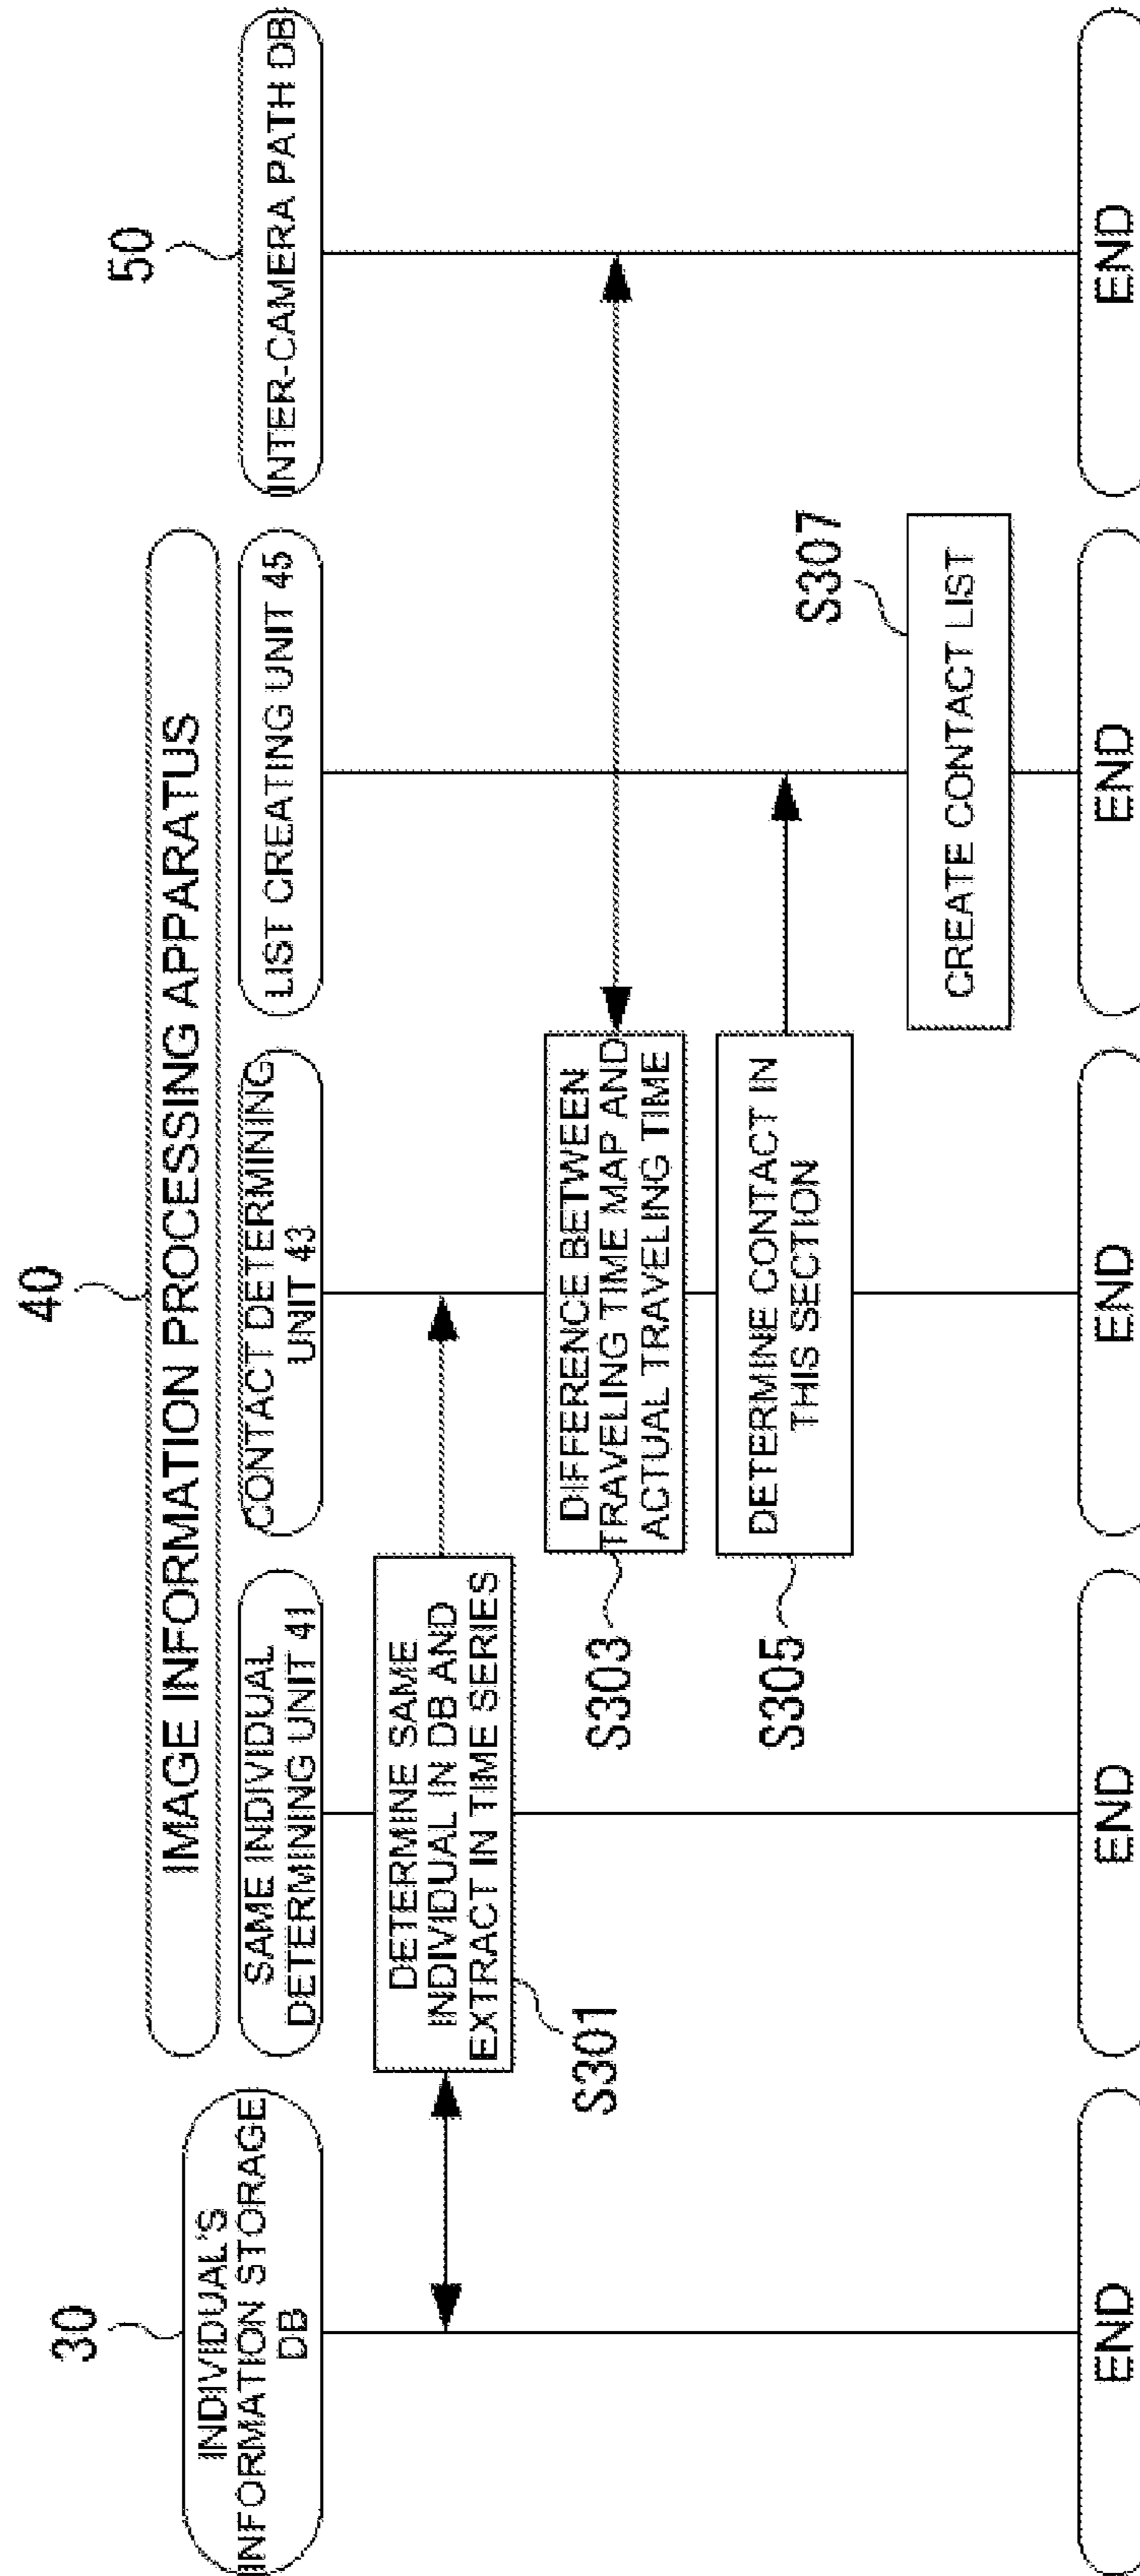 40
IMAGE INFORMATION PROCESSING APPARATUS
30
50
INDIVIDUAL'S
INFORMATION STORAGE
DB
SAME INDIVIDUAL
DETERMINING UNIT 41
CONTACT DETERMINING
UNIT 43
LIST CREATING UNIT 45
INTER-CAMERA PATH DB
DETERMINE SAME
INDIVIDUAL IN DB AND
EXTRACT IN TIME SERIES
S301
DIFFERENCE BETWEEN
TRAVELING TIME MAP AND
ACTUAL TRAVELING TIME
S303
DETERMINE CONTACT IN
THIS SECTION
S305
S307
CREATE CONTACT LIST
END
END
END
END
END